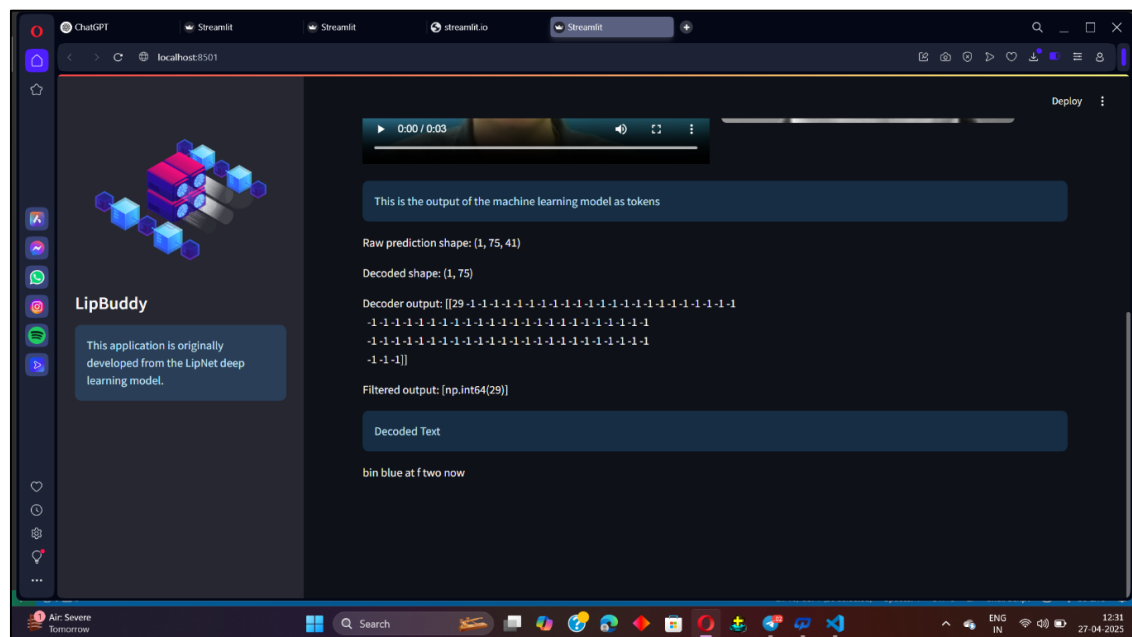 ChatGPT
Streamlit
Streamlit
streamlit.io
Streamlit
localhost:8501
Deploy
0:00 / 0:03
This is the output of the machine learning model as tokens
Raw prediction shape: (1, 75, 41)
Decoded shape: (1, 75)
Decoder output: [[29 -1 -1 -1 -1 -1 -1 -1 -1 -1 -1 -1 -1 -1 -1 -1 -1 -1 -1 -1 -1 -1 -1 -1
-1 -1 -1 -1 -1 -1 -1 -1 -1 -1 -1 -1 -1 -1 -1 -1 -1 -1 -1 -1 -1 -1 -1 -1
-1 -1 -1 -1 -1 -1 -1 -1 -1 -1 -1 -1 -1 -1 -1 -1 -1 -1 -1 -1 -1 -1 -1 -1
-1 -1 -1]]
Filtered output: [np.int64(29)]
Decoded Text
bin blue at f two now
LipBuddy
This application is originally
developed from the LipNet deep
learning model.
1
Air: Severe
Tomorrow
Search
ENG
IN
12:31
27-04-2025